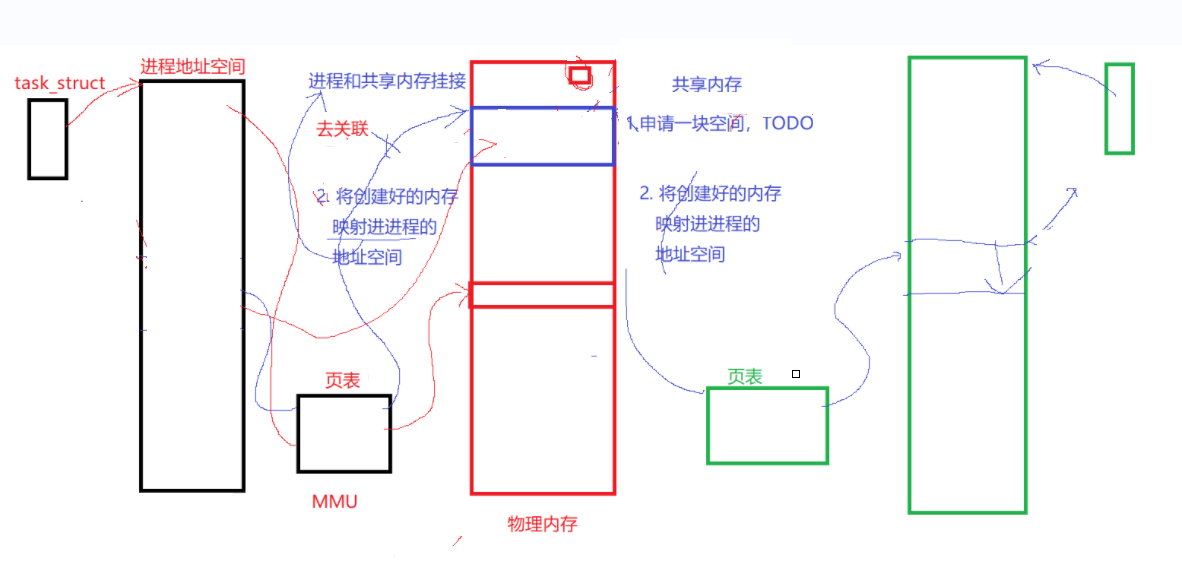 进程地址空间
task_struct
进程和共享内存挂接
去关联
2. 将创建好的内存
映射进进程的
地址空间
页表
MMU
物理内存
共享内存
1.申请一块空间，TODO
2. 将创建好的内存
映射进进程的
地址空间
页表